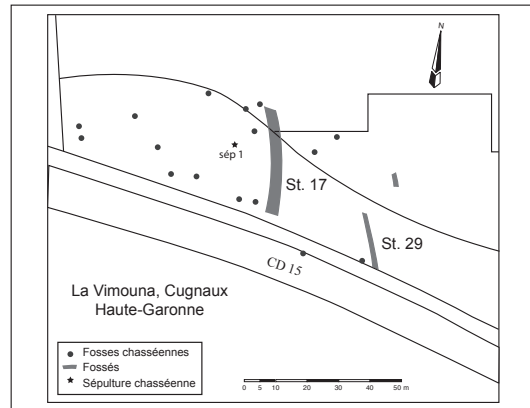 N
sép 1
St. 17
St. 29
CD 15
La Vimouna, Cugnaux
Haute-Garonne
Fosses chasséennes
Fossés
Sépulture chasséenne
0 5 10 20 30 40 50 m